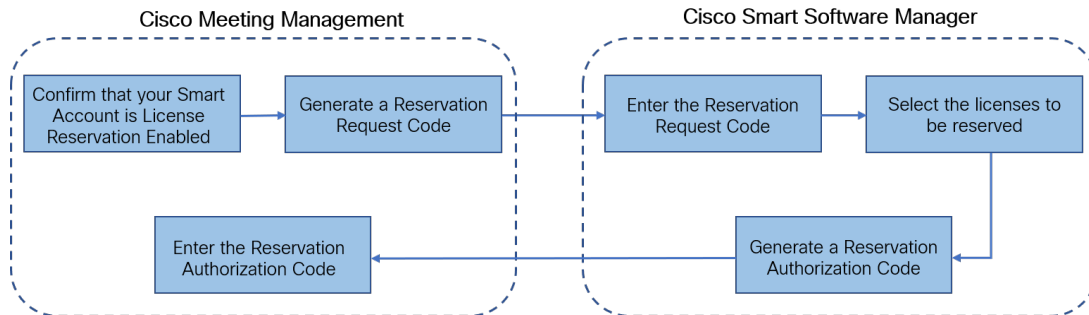 Cisco Meeting Management
Cisco Smart Software Manager
Confirm that your Smart
Account is License
Reservation Enabled
Generate a Reservation
Request Code
Enter the Reservation
Request Code
Select the licenses to
be reserved
Generate a Reservation
Authorization Code
Enter the Reservation
Authorization Code